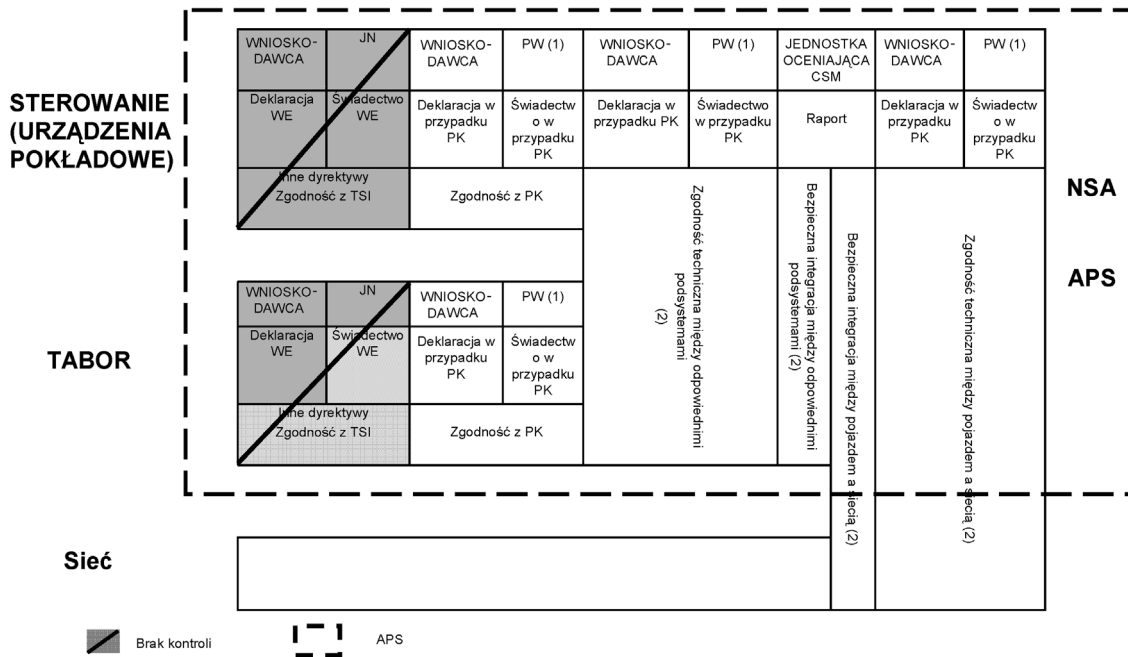 STEROWANIE
(URZĄDZENIA
POKŁADOWE)
WNIOSKO-
DAWCA
JN
WNIOSKO-
DAWCA
PW (1)
WNIOSKO-
DAWCA
PW (1)
JEDNOSTKA
OCENIAJĄCA
CSM
WNIOSKO-
DAWCA
PW (1)
Deklaracja
WE
Świadectwo
WE
Deklaracja w
przypadku
PK
Świadectw
o w
przypadku
PK
Deklaracja w
przypadku PK
Świadectwo
w przypadku
PK
Raport
Deklaracja w
przypadku
PK
Świadectw
o w
przypadku
PK
Inne dyrektywy
Zgodność z TSI
Zgodność z PK
Zgodność techniczna między odpowiednimi
podsystemami
(2)
Bezpieczna integracja między odpowiednimi
podsystemami (2)
Bezpieczna integracja między pojazdem a siecią (2)
Zgodność techniczna między pojazdem a siecią (2)
NSA
APS
TABOR
WNIOSKO-
DAWCA
JN
WNIOSKO-
DAWCA
PW (1)
Deklaracja
WE
Świadectwo
WE
Deklaracja w
przypadku
PK
Świadectw
o w
przypadku
PK
Inne dyrektywy
Zgodność z TSI
Zgodność z PK
Sieć
Brak kontroli
APS